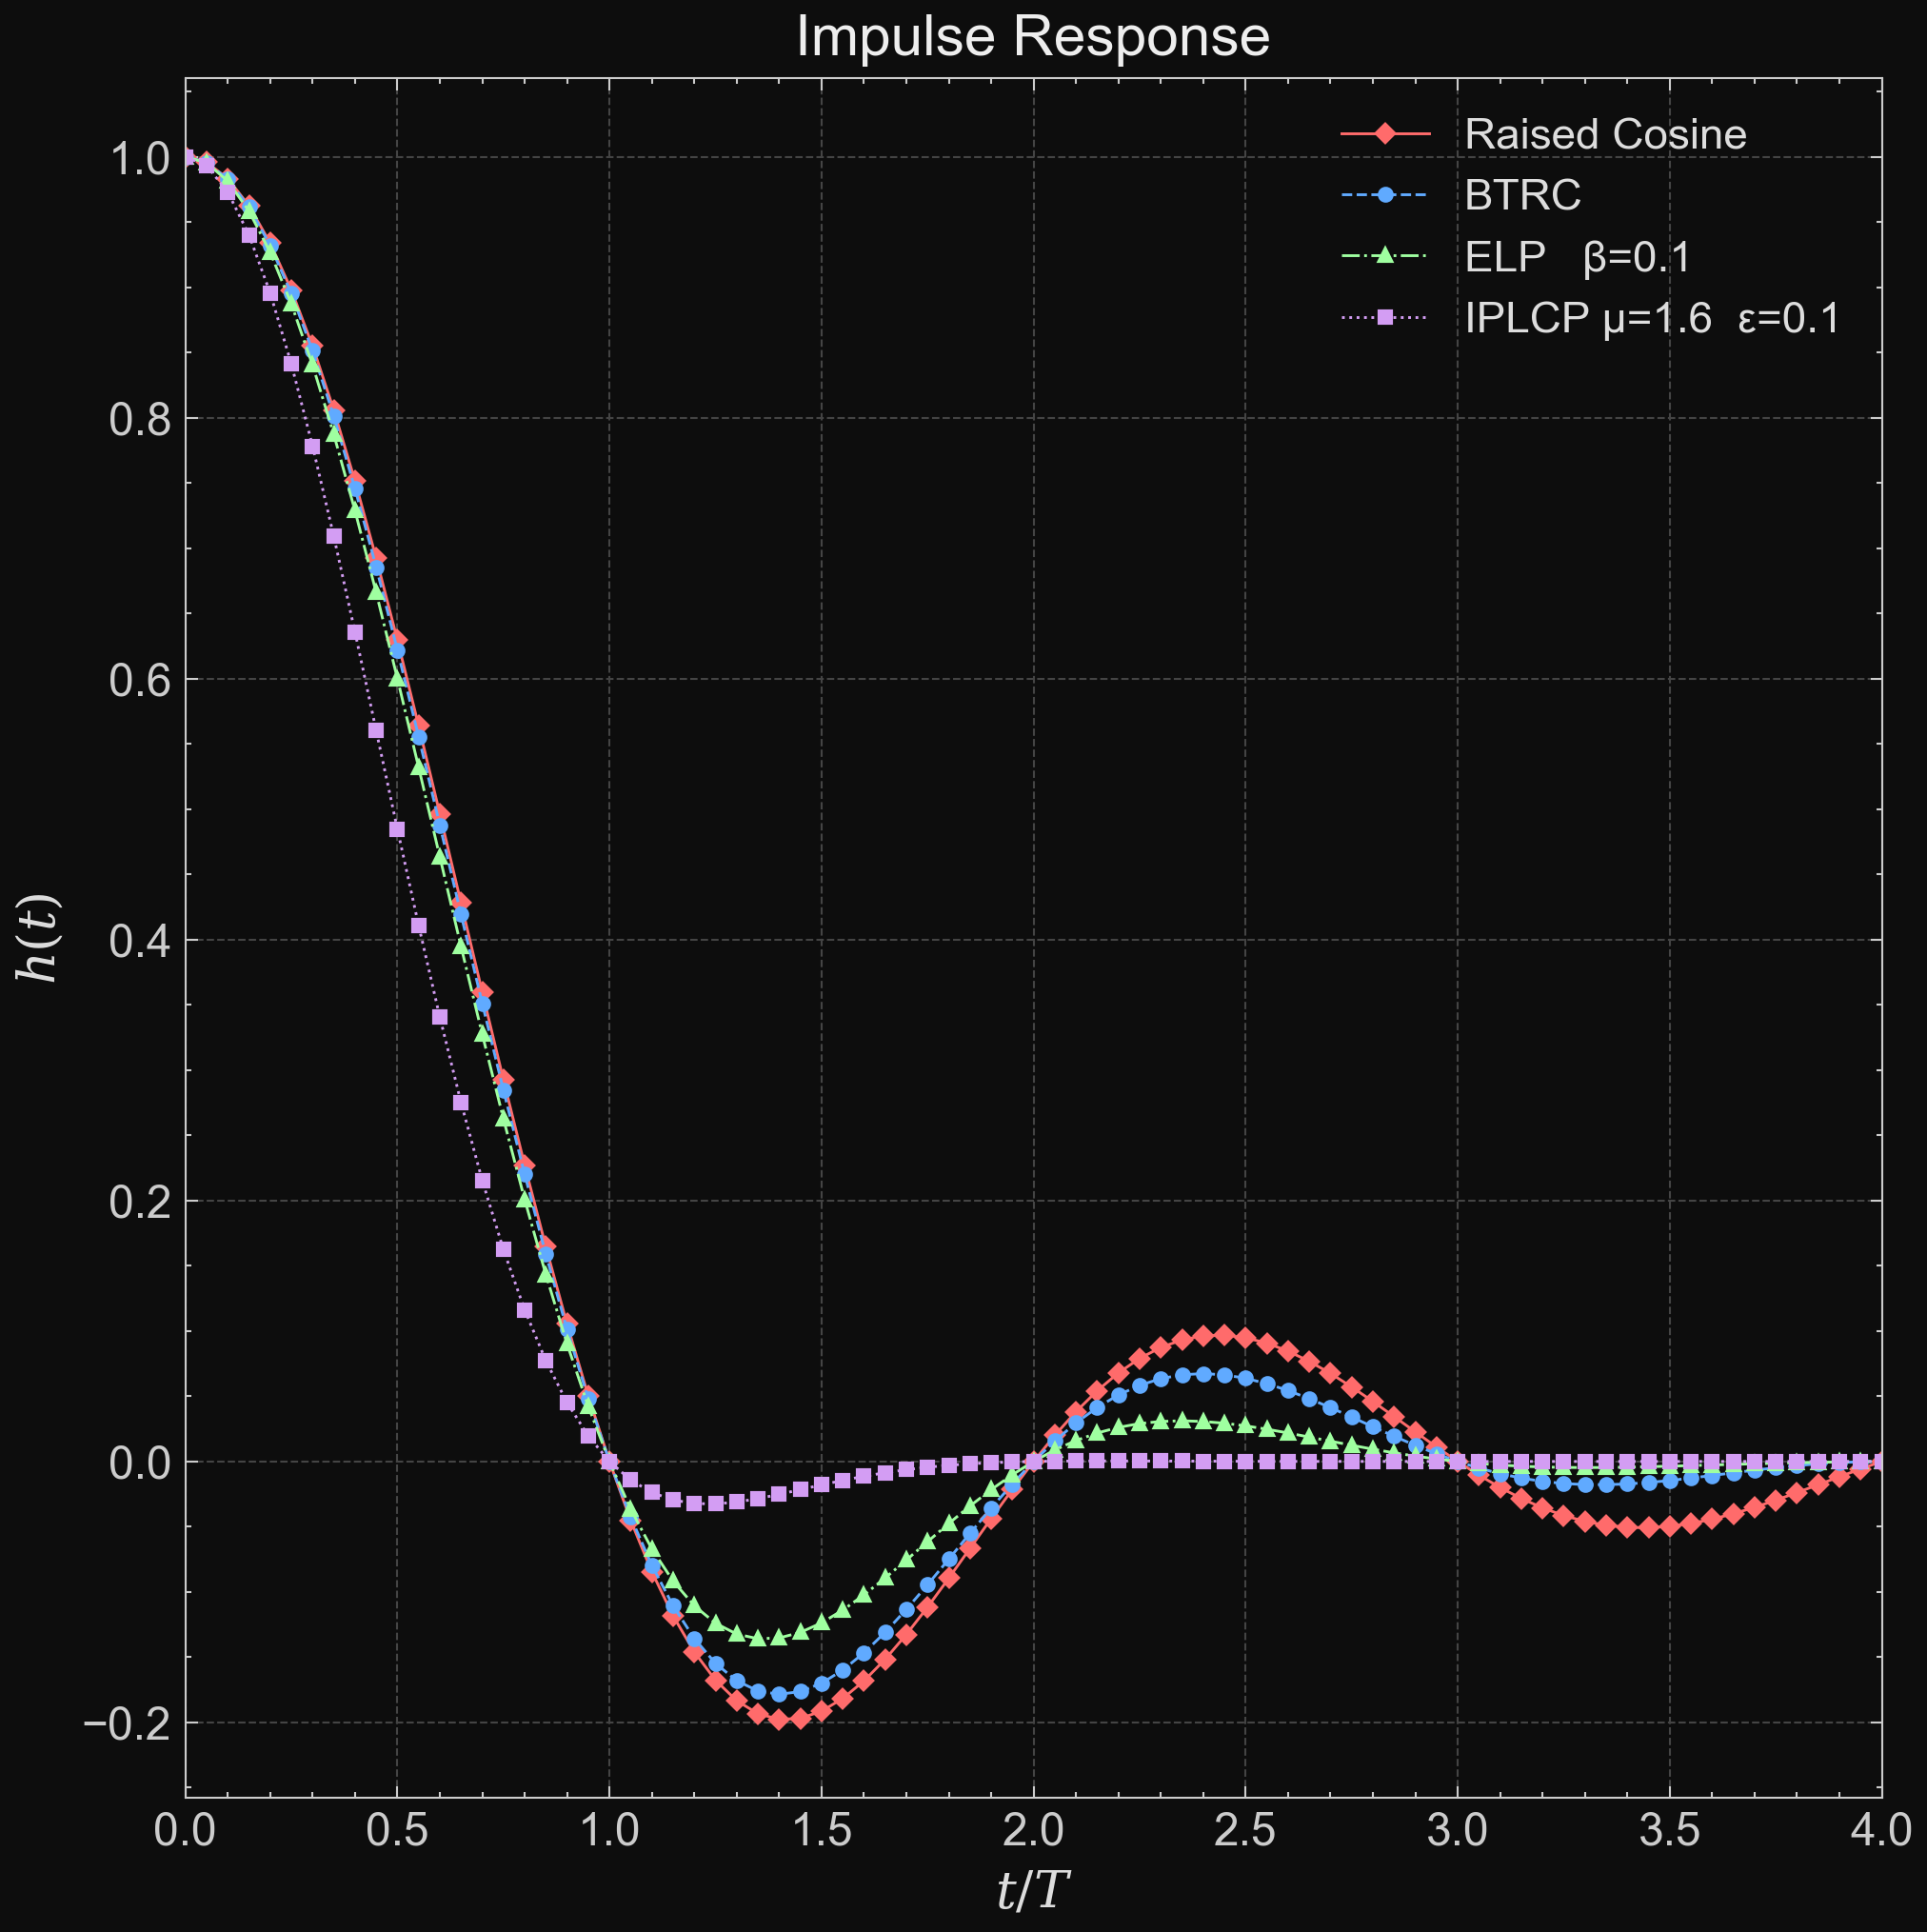 Impulse Response
Raised Cosine
BTRC
ELP β=0.1
IPLCP μ=1.6 ε=0.1
1.0
0.8
0.6
0.4
0.2
0.0
−0.2
h(t)
0.0 0.5 1.0 1.5 2.0 2.5 3.0 3.5 4.0
t/T